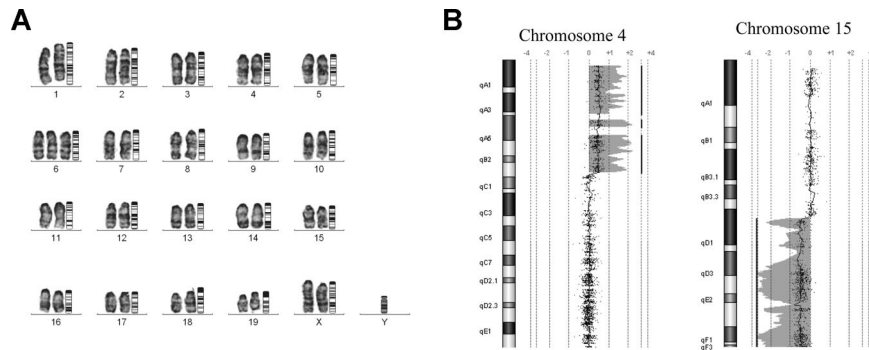 A
1 2 3 4 5
6 7 8 9 10
11 12 13 14 15
16 17 18 19 X Y
B
Chromosome 4
-4 -2 -1 0 +1 +2 +4
qA1
qA3
qA6
qB2
qC1
qC3
qC5
qC7
qD2.1
qD2.3
qE1
Chromosome 15
-4 -2 -1 0 +1 +2
qA1
qB1
qB3.1
qB3.3
qD1
qD3
qE2
qF1
qF3